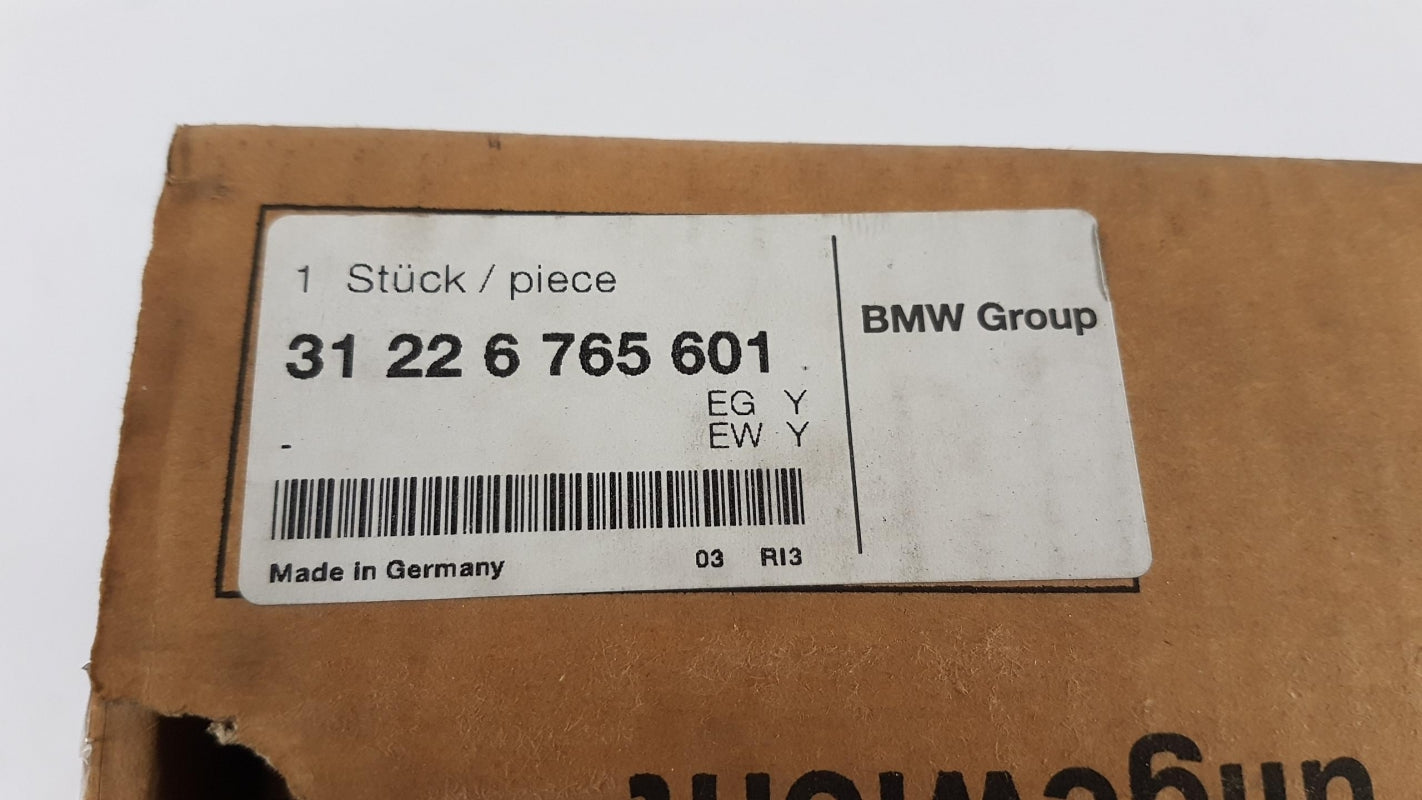 1 Stück / piece
31 22 6 765 601
EG Y
- EW Y
Made in Germany 03 RI3
BMW Group